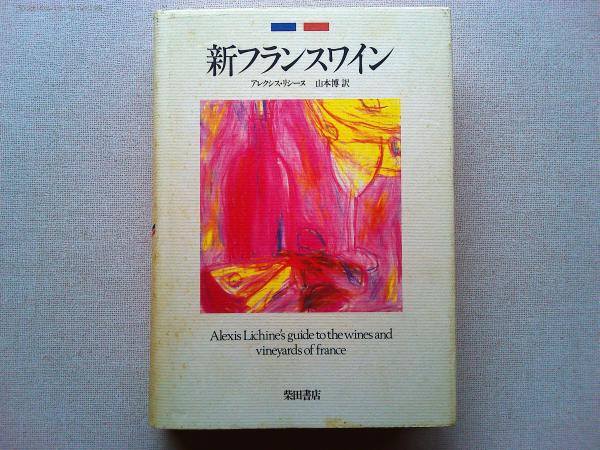 新フランスワイン
アレクシス・リシーヌ 山本博 訳
Alexis Lichine's guide to the wines and
vineyards of france
柴田書店